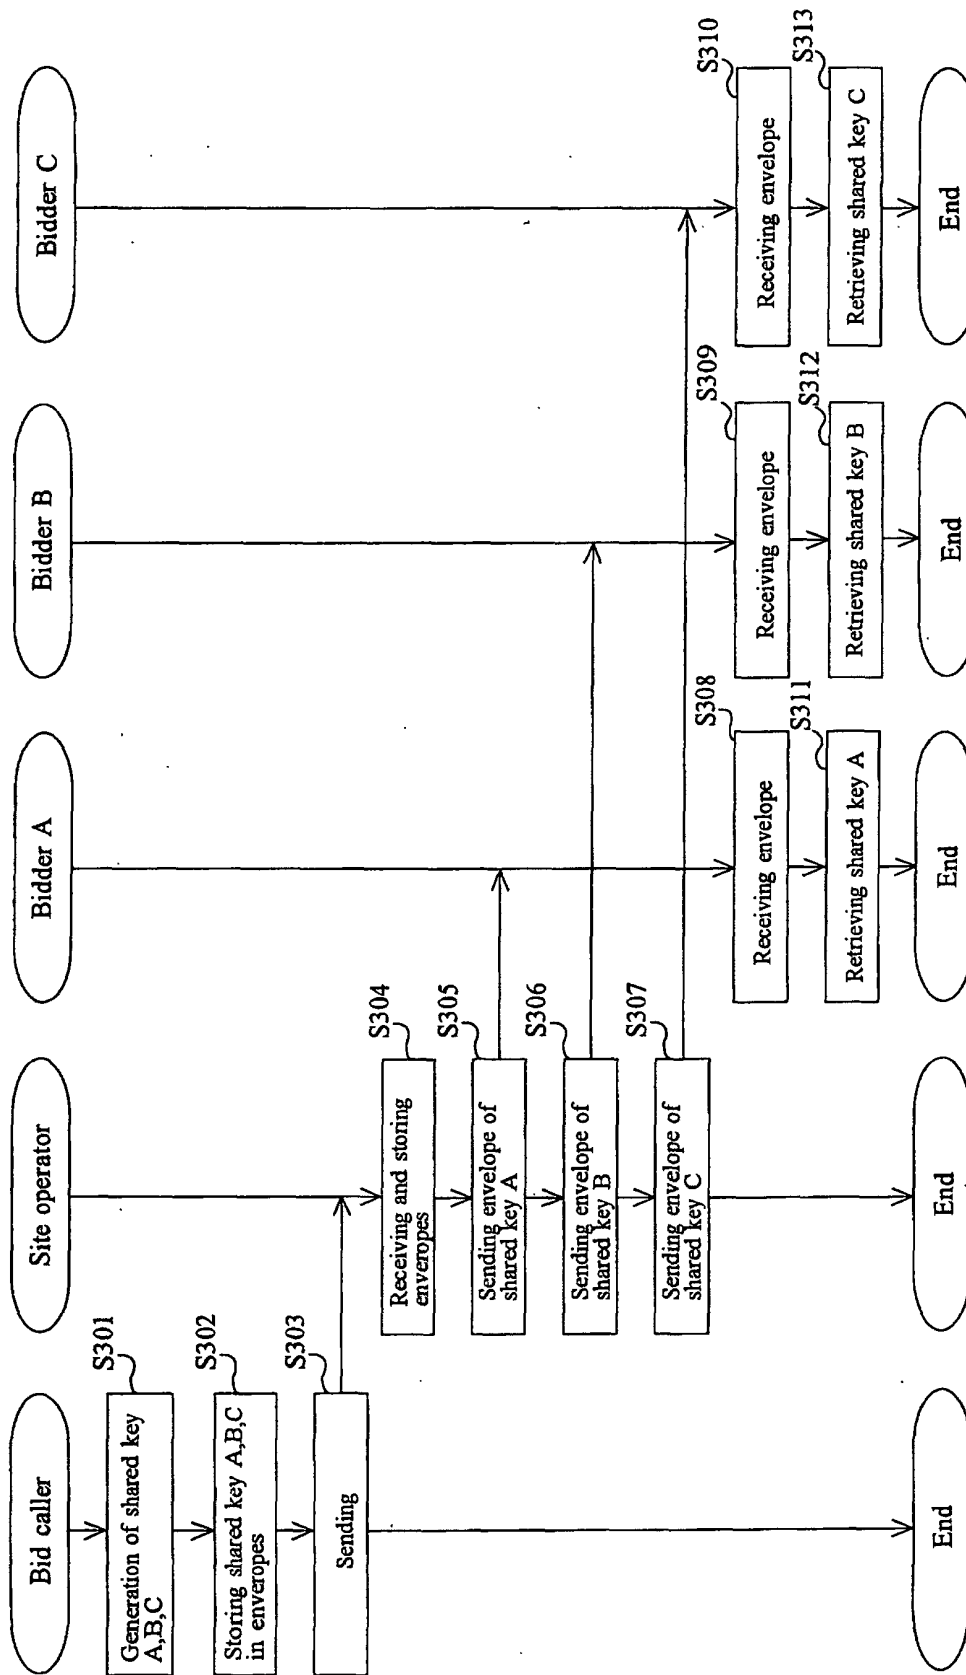 Bid caller
Site operator
Bidder A
Bidder B
Bidder C
S301
Generation of shared key
A,B,C
S302
Storing shared key A,B,C
in enveropes
S303
Sending
S304
Receiving and storing
enveropes
S305
Sending envelope of
shared key A
S306
Sending envelope of
shared key B
S307
Sending envelope of
shared key C
S308
Receiving envelope
S309
Receiving envelope
S310
Receiving envelope
S311
Retrieving shared key A
S312
Retrieving shared key B
S313
Retrieving shared key C
End
End
End
End
End